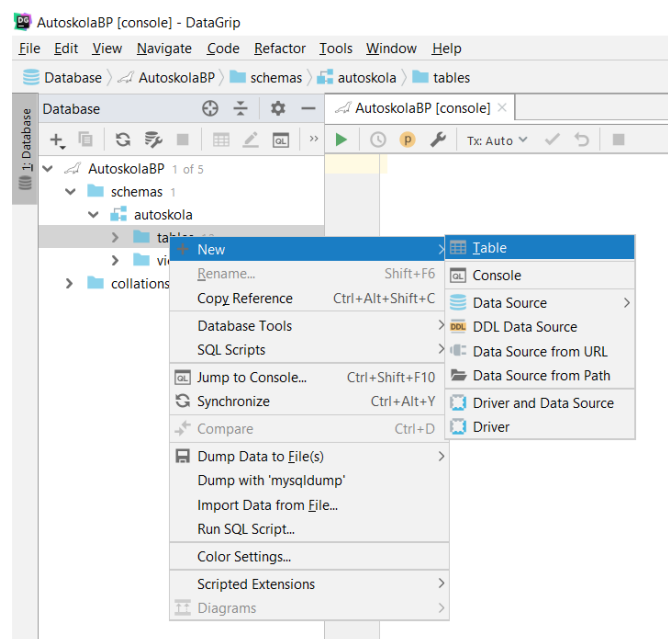 DG AutoskolaBP [console] - DataGrip
File Edit View Navigate Code Refactor Tools Window Help
Database AutoskolaBP schemas autoskola tables
Database
AutoskolaBP [console]
1: Database
Tx: Auto
AutoskolaBP 1 of 5
schemas 1
autoskola
New
Table
Rename... Shift+F6
Console
collations
Copy Reference Ctrl+Alt+Shift+C
Data Source
Database Tools
DDL Data Source
SQL Scripts
Data Source from URL
Jump to Console... Ctrl+Shift+F10
Data Source from Path
Synchronize Ctrl+Alt+Y
Driver and Data Source
Compare Ctrl+D
Driver
Dump Data to File(s)
Dump with 'mysqldump'
Import Data from File...
Run SQL Script...
Color Settings...
Scripted Extensions
Diagrams